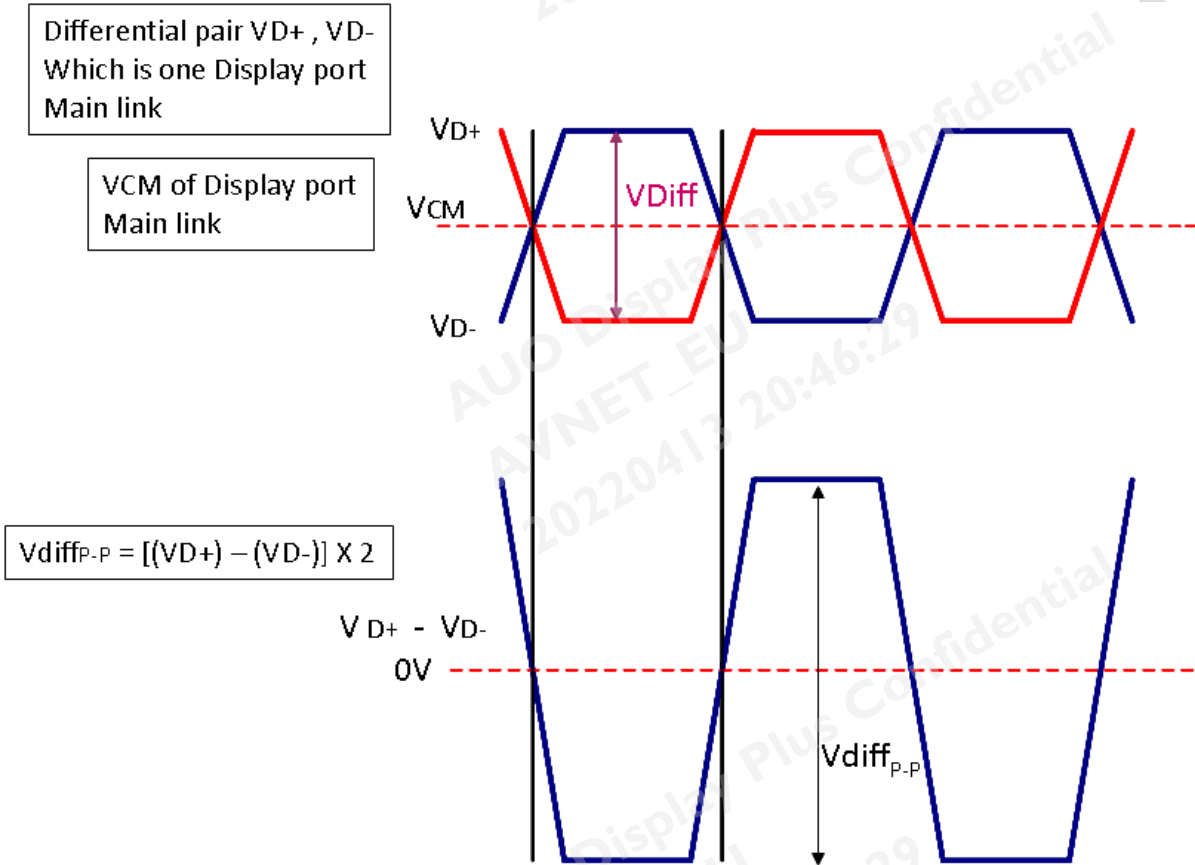 Differential pair VD+ , VD-
Which is one Display port
Main link
VD+
VCM of Display port
Main link
VDiff
VCM
VD-
AUO Display Plus Confidential
AVNET_EU
20220413 20:46:29
VdiffP-P = [(VD+) – (VD-)] X 2
V D+ - VD-
0V
VdiffP-P
Display Plus Confidential